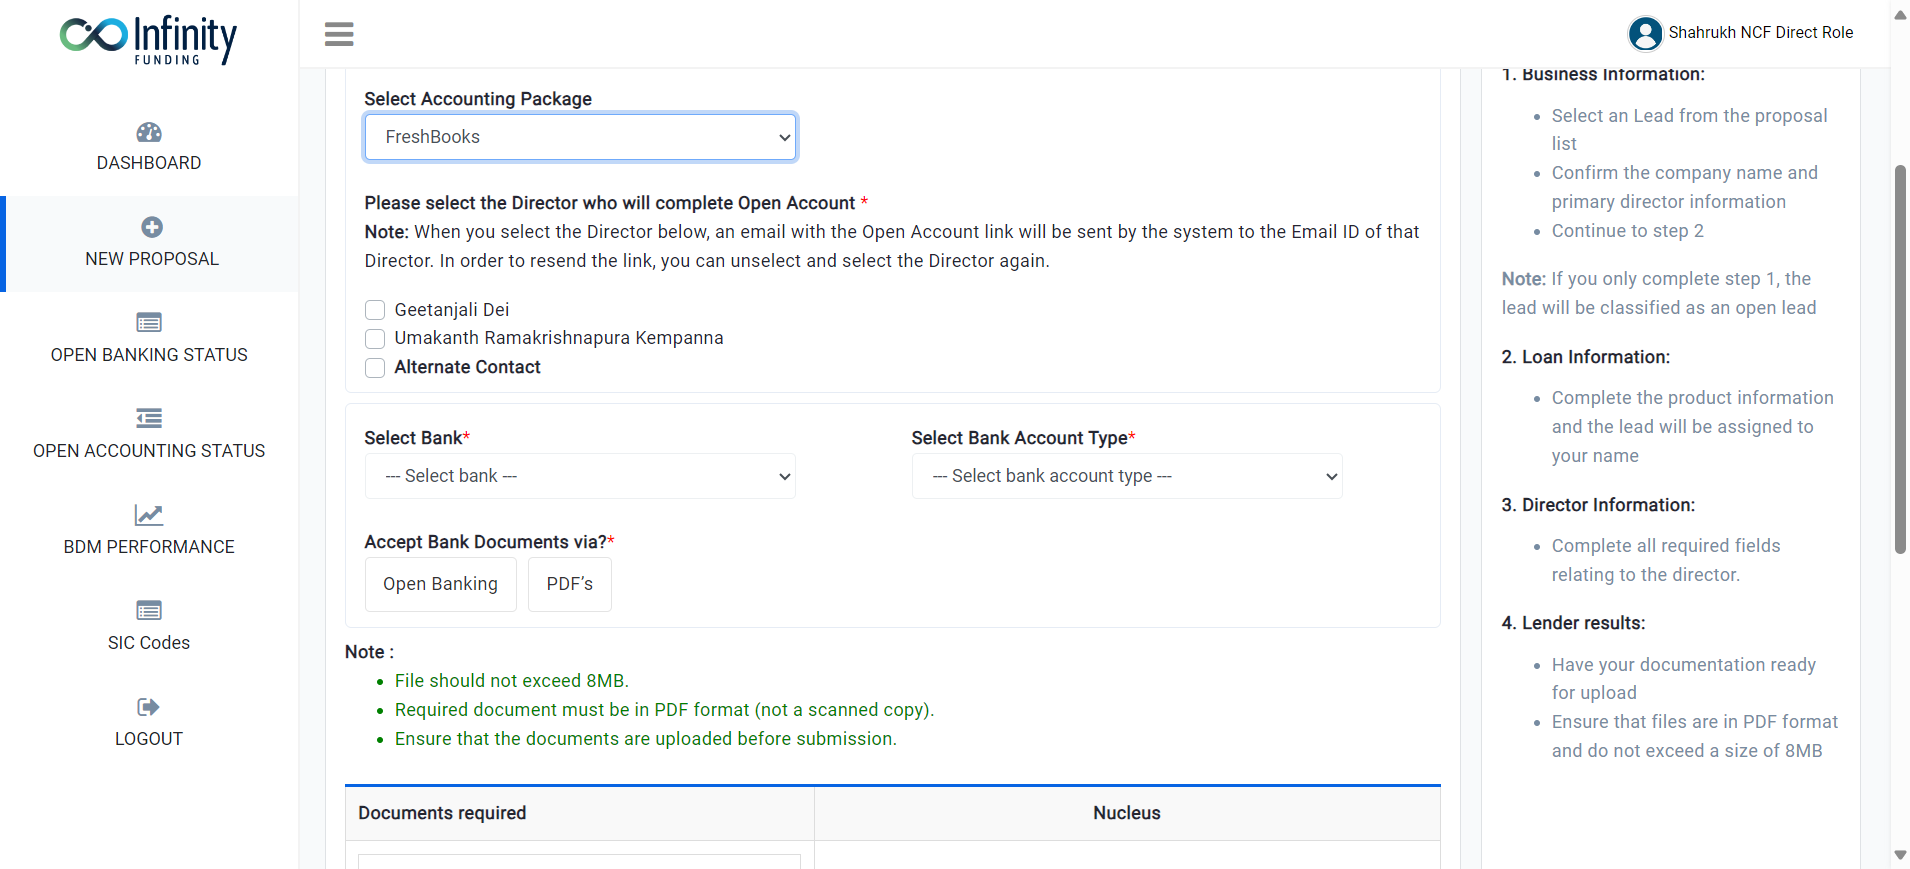 Infinity
FUNDING
Shahrukh NCF Direct Role
DASHBOARD
NEW PROPOSAL
OPEN BANKING STATUS
OPEN ACCOUNTING STATUS
BDM PERFORMANCE
SIC Codes
LOGOUT
Select Accounting Package
FreshBooks
Please select the Director who will complete Open Account *
Note: When you select the Director below, an email with the Open Account link will be sent by the system to the Email ID of that
Director. In order to resend the link, you can unselect and select the Director again.
Geetanjali Dei
Umakanth Ramakrishnapura Kempanna
Alternate Contact
Select Bank*
--- Select bank ---
Select Bank Account Type*
--- Select bank account type ---
Accept Bank Documents via?*
Open Banking
PDF’s
Note :
• File should not exceed 8MB.
• Required document must be in PDF format (not a scanned copy).
• Ensure that the documents are uploaded before submission.
Documents required
Nucleus
1. Business Information:
• Select an Lead from the proposal
list
• Confirm the company name and
primary director information
• Continue to step 2
Note: If you only complete step 1, the
lead will be classified as an open lead
2. Loan Information:
• Complete the product information
and the lead will be assigned to
your name
3. Director Information:
• Complete all required fields
relating to the director.
4. Lender results:
• Have your documentation ready
for upload
• Ensure that files are in PDF format
and do not exceed a size of 8MB